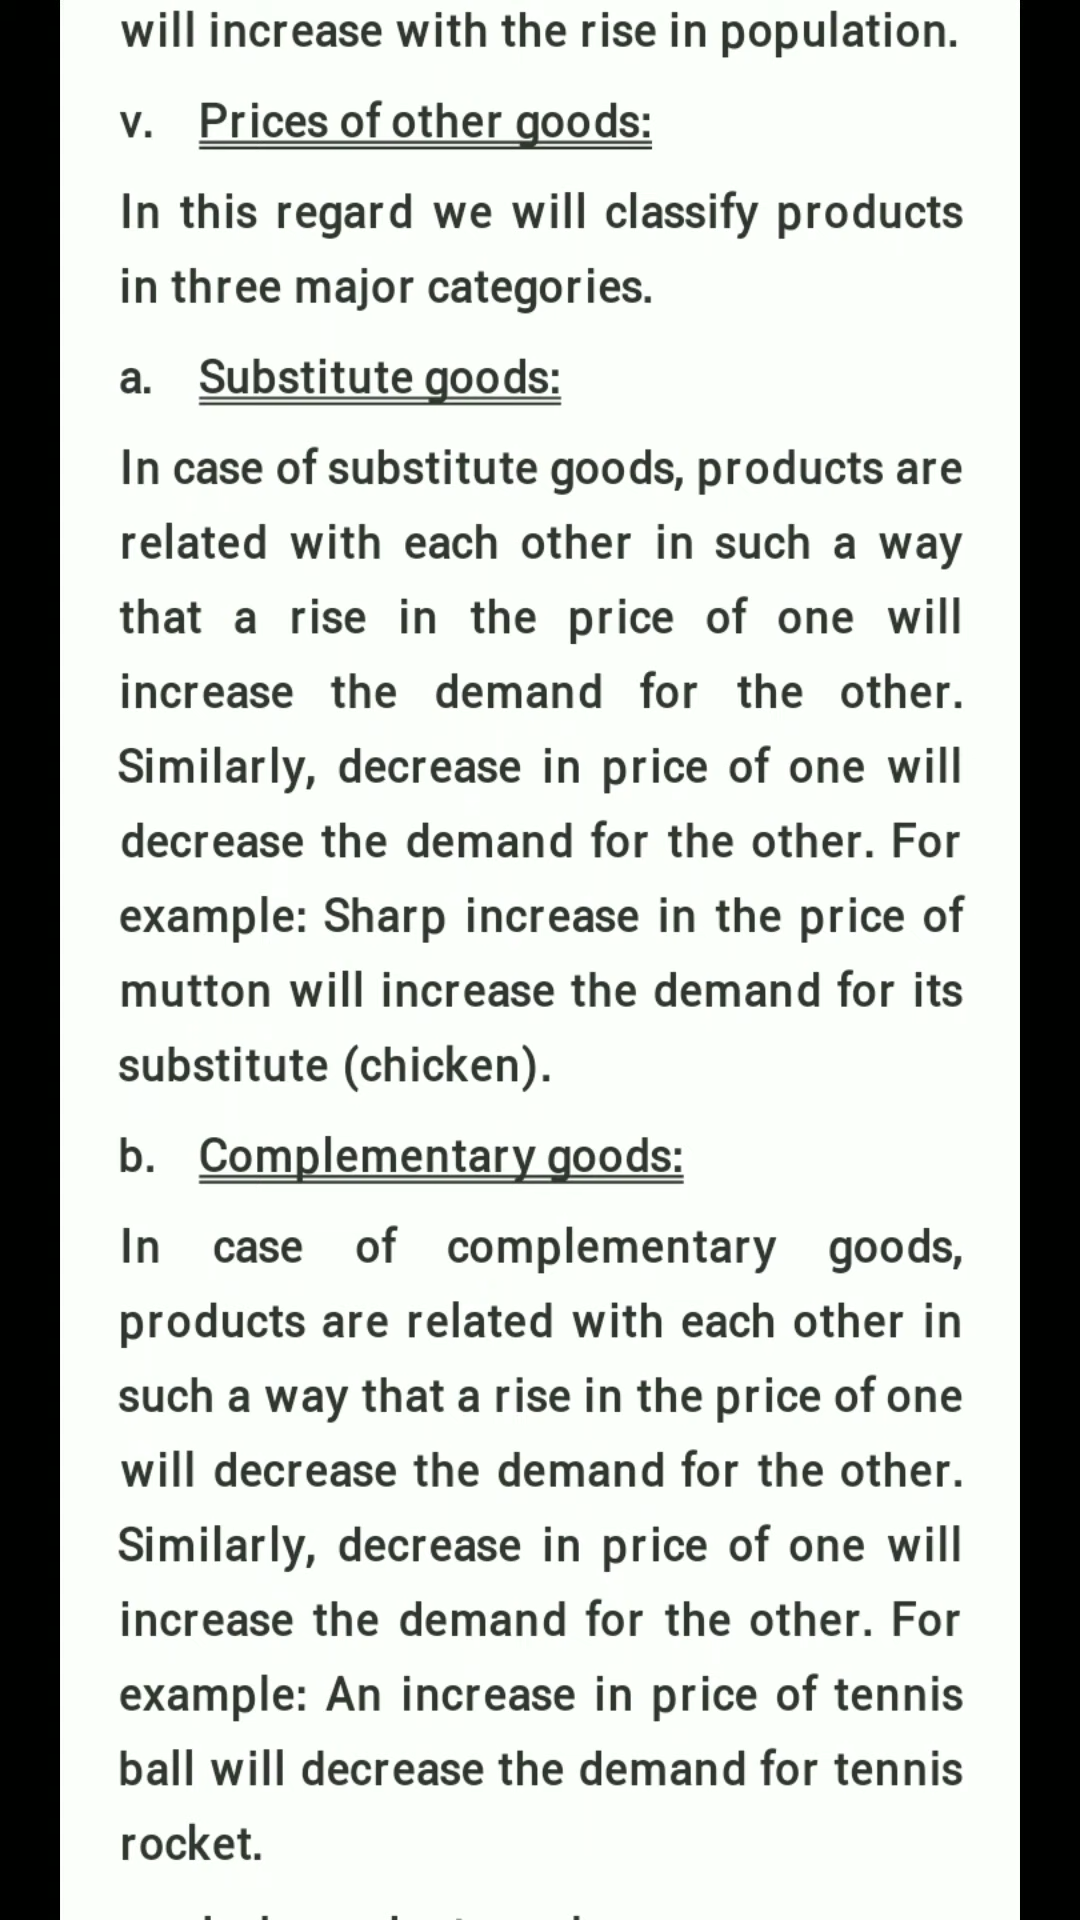 will increase with the rise in population.
v. Prices of other goods:
In this regard we will classify products
in three major categories.
a. Substitute goods:
In case of substitute goods, products are
related with each other in such a way
that a rise in the price of one will
increase the demand for the other.
Similarly, decrease in price of one will
decrease the demand for the other. For
example: Sharp increase in the price of
mutton will increase the demand for its
substitute (chicken).
b. Complementary goods:
In case of complementary goods,
products are related with each other in
such a way that a rise in the price of one
will decrease the demand for the other.
Similarly, decrease in price of one will
increase the demand for the other. For
example: An increase in price of tennis
ball will decrease the demand for tennis
rocket.